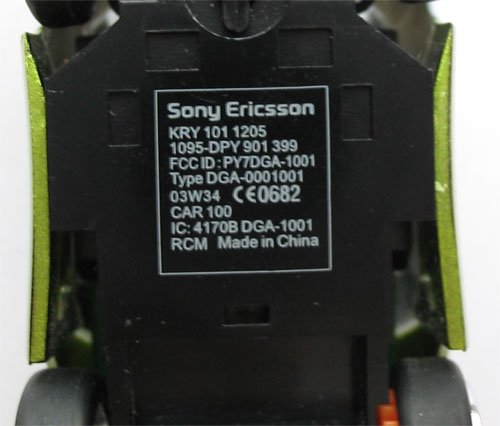 Sony Ericsson
KRY 101 1205
1095-DPY 901 399
FCC ID : PY7DGA-1001
Type DGA-0001001
03W34 CE0682
CAR 100
IC: 4170B DGA-1001
RCM Made in China